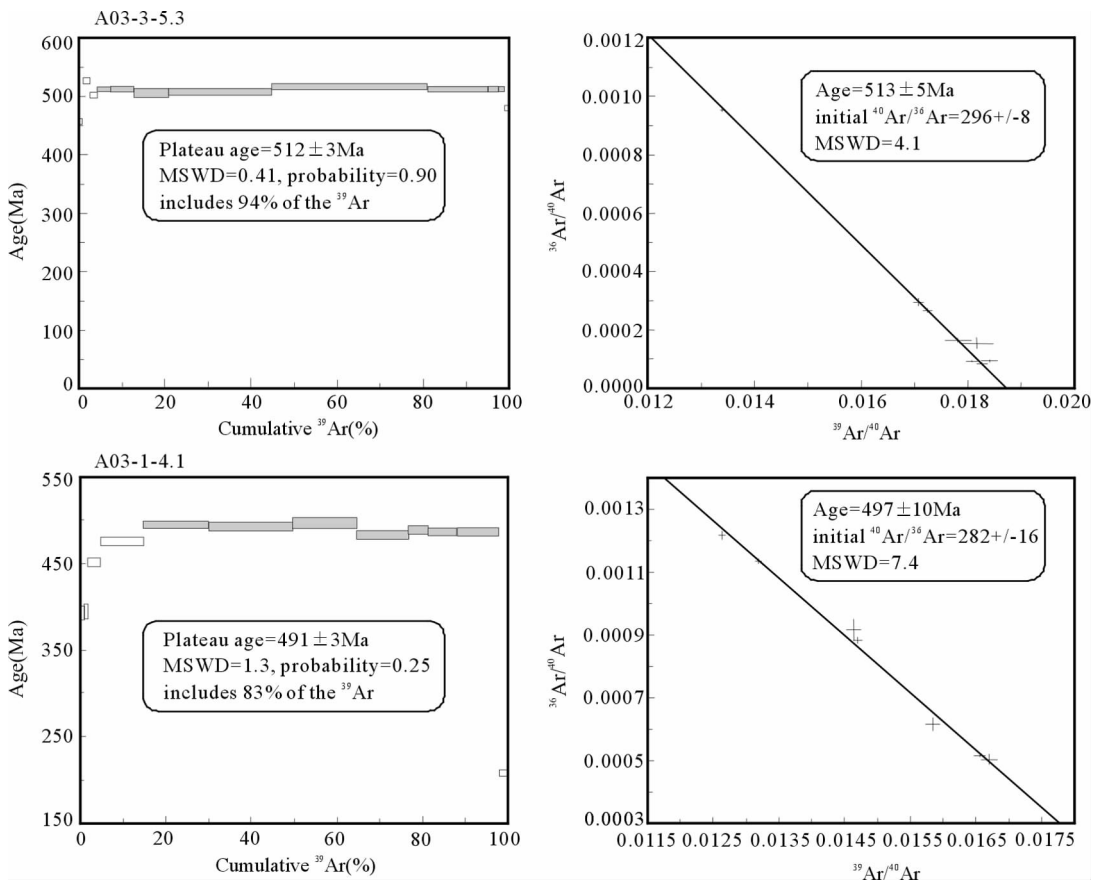 A03-3-5.3
600
500
400
300
200
100
0
Age(Ma)
Plateau age=512±3Ma
MSWD=0.41, probability=0.90
includes 94% of the ³⁹Ar
0 20 40 60 80 100
Cumulative ³⁹Ar(%)
0.0012
0.0010
0.0008
0.0006
0.0004
0.0002
0.0000
³⁶Ar/⁴⁰Ar
Age=513±5Ma
initial ⁴⁰Ar/³⁶Ar=296+/-8
MSWD=4.1
0.012 0.014 0.016 0.018 0.020
³⁹Ar/⁴⁰Ar
A03-1-4.1
550
450
350
250
150
Age(Ma)
Plateau age=491±3Ma
MSWD=1.3, probability=0.25
includes 83% of the ³⁹Ar
0 20 40 60 80 100
Cumulative ³⁹Ar(%)
0.0013
0.0011
0.0009
0.0007
0.0005
0.0003
³⁶Ar/⁴⁰Ar
Age=497±10Ma
initial ⁴⁰Ar/³⁶Ar=282+/-16
MSWD=7.4
0.0115 0.0125 0.0135 0.0145 0.0155 0.0165 0.0175
³⁹Ar/⁴⁰Ar